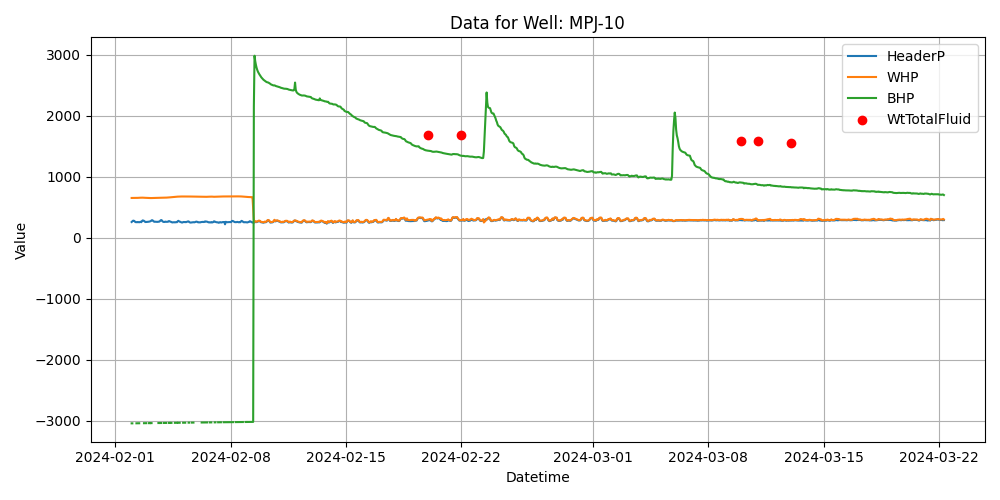 Data for Well: MPJ-10
HeaderP
WHP
BHP
WtTotalFluid
Value
3000
2000
1000
0
−1000
−2000
−3000
2024-02-01
2024-02-08
2024-02-15
2024-02-22
2024-03-01
2024-03-08
2024-03-15
2024-03-22
Datetime